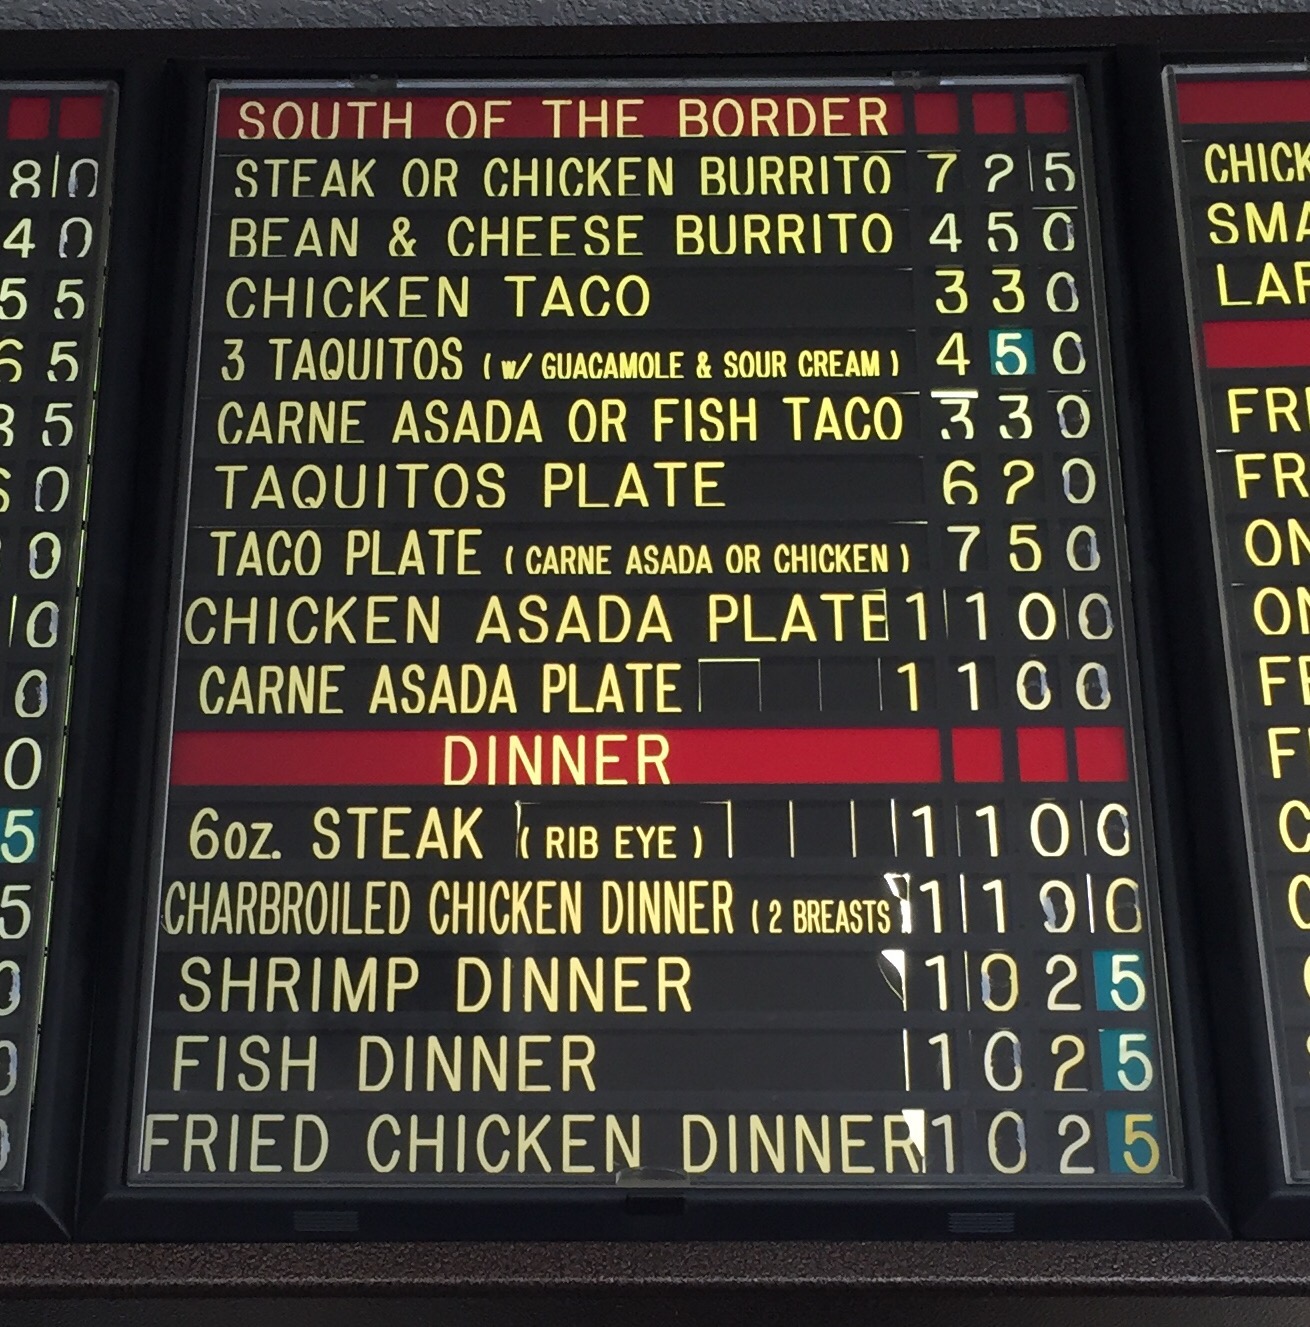 SOUTH OF THE BORDER
STEAK OR CHICKEN BURRITO 7 2 5
BEAN & CHEESE BURRITO 4 5 0
CHICKEN TACO 3 3 0
3 TAQUITOS ( w/ GUACAMOLE & SOUR CREAM ) 4 5 0
CARNE ASADA OR FISH TACO 3 3 0
TAQUITOS PLATE 6 2 0
TACO PLATE ( CARNE ASADA OR CHICKEN ) 7 5 0
CHICKEN ASADA PLATE 1 1 0 0
CARNE ASADA PLATE 1 1 0 0
DINNER
6oz. STEAK ( RIB EYE ) 1 1 0 0
CHARBROILED CHICKEN DINNER ( 2 BREASTS ) 1 1 0 0
SHRIMP DINNER 1 0 2 5
FISH DINNER 1 0 2 5
FRIED CHICKEN DINNER 1 0 2 5